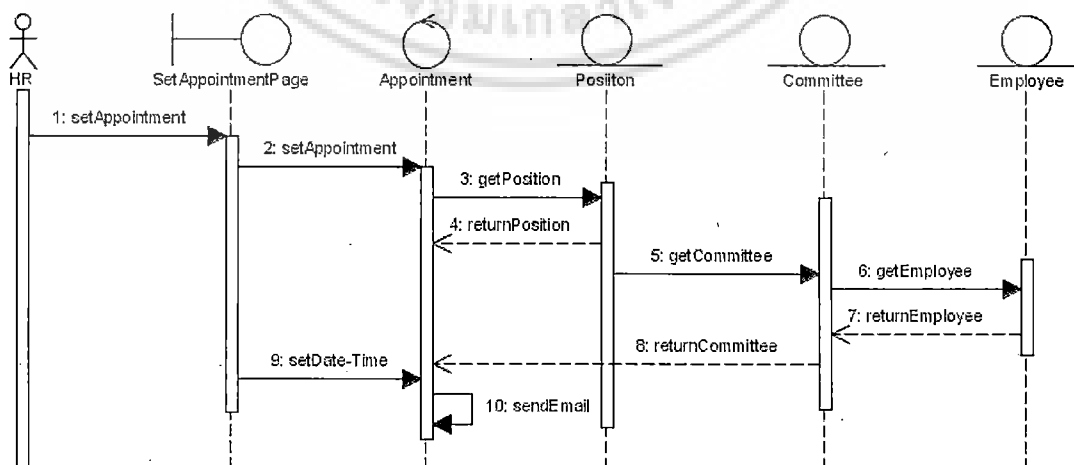 HR
SetAppointmentPage
Appointment
Posiiton
Committee
Employee
1: setAppointment
2: setAppointment
3: getPosition
4: returnPosition
5: getCommittee
6: getEmployee
7: returnEmployee
8: returnCommittee
9: setDate-Time
10: sendEmail